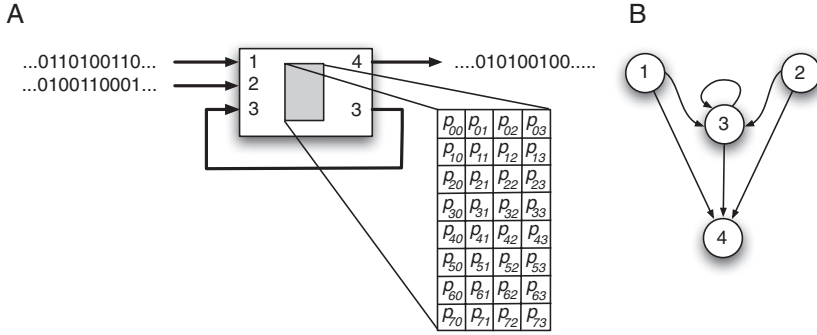 A
B
...0110100110...
...0100110001...
1
2
3
4
3
....010100100.....
p00 p01 p02 p03
p10 p11 p12 p13
p20 p21 p22 p23
p30 p31 p32 p33
p40 p41 p42 p43
p50 p51 p52 p53
p60 p61 p62 p63
p70 p71 p72 p73
1
2
3
4